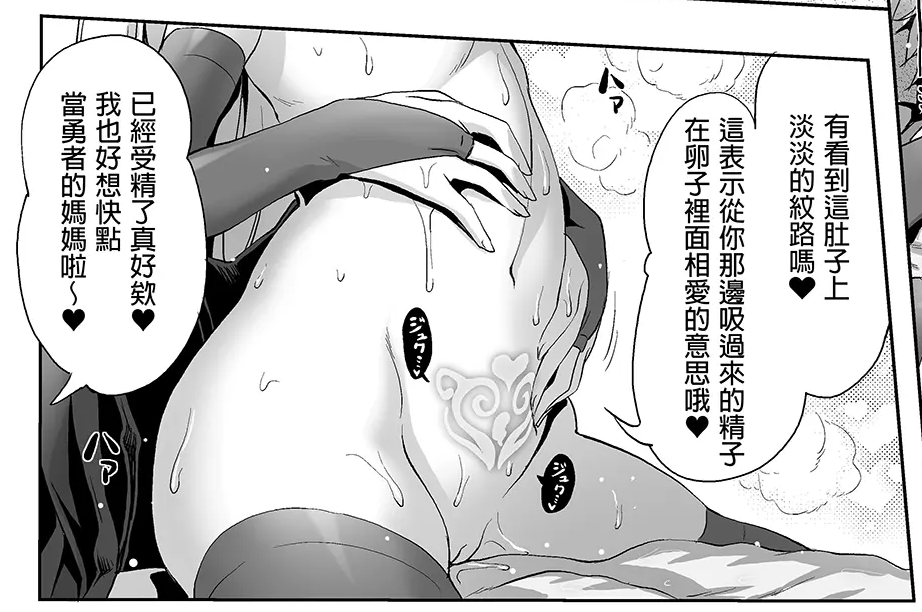 有看到這肚子上
淡淡的紋路嗎♥
這表示從你那邊吸過來的精子
在卵子裡面相愛的意思哦♥
ハァ
已經受精了真好欸♥
我也好想快點
當勇者的媽媽啦～♥
ジュク…♥
ジュク…♥
ハァ